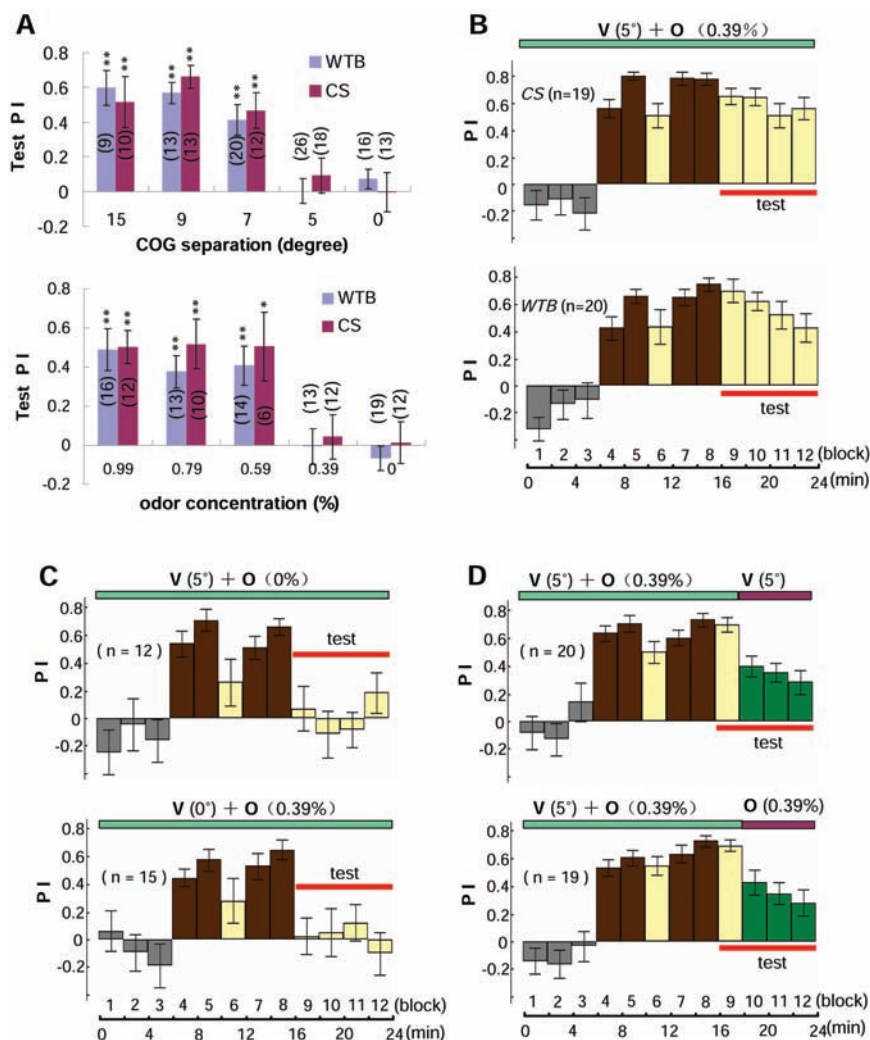 A
0.8
0.6
0.4
0.2
0
-0.2
Test PI
WTB
CS
** ** ** ** ** **
(9) (10) (13) (13) (20) (12) (26) (18) (16) (13)
15 9 7 5 0
COG separation (degree)
0.8
0.6
0.4
0.2
0
-0.2
Test PI
WTB
CS
** ** ** ** ** *
(16) (12) (13) (10) (14) (6) (13) (12) (19) (12)
0.99 0.79 0.59 0.39 0
odor concentration (%)
B
V (5°) + O (0.39%)
0.8
0.6
0.4
0.2
0
-0.2
PI
CS (n=19)
test
0.8
0.6
0.4
0.2
0
-0.2
PI
WTB (n=20)
test
1 2 3 4 5 6 7 8 9 10 11 12 (block)
0 4 8 12 16 20 24
(min)
C
V (5°) + O (0%)
0.8
0.6
0.4
0.2
0
-0.2
PI
( n = 12)
test
V (0°) + O (0.39%)
0.8
0.6
0.4
0.2
0
-0.2
PI
( n = 15)
test
1 2 3 4 5 6 7 8 9 10 11 12 (block)
0 4 8 12 16 20 24
(min)
D
V (5°) + O (0.39%) V (5°)
0.8
0.6
0.4
0.2
0
-0.2
PI
( n = 20)
test
V (5°) + O (0.39%) O (0.39%)
0.8
0.6
0.4
0.2
0
-0.2
PI
( n = 19)
test
1 2 3 4 5 6 7 8 9 10 11 12 (block)
0 4 8 12 16 20 24
(min)